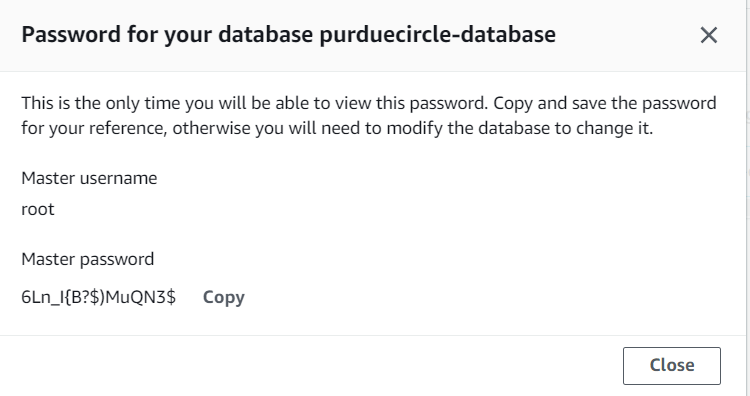 Password for your database purduecircle-database
This is the only time you will be able to view this password. Copy and save the password
for your reference, otherwise you will need to modify the database to change it.
Master username
root
Master password
6Ln_I{B?$)MuQN3$ Copy
Close